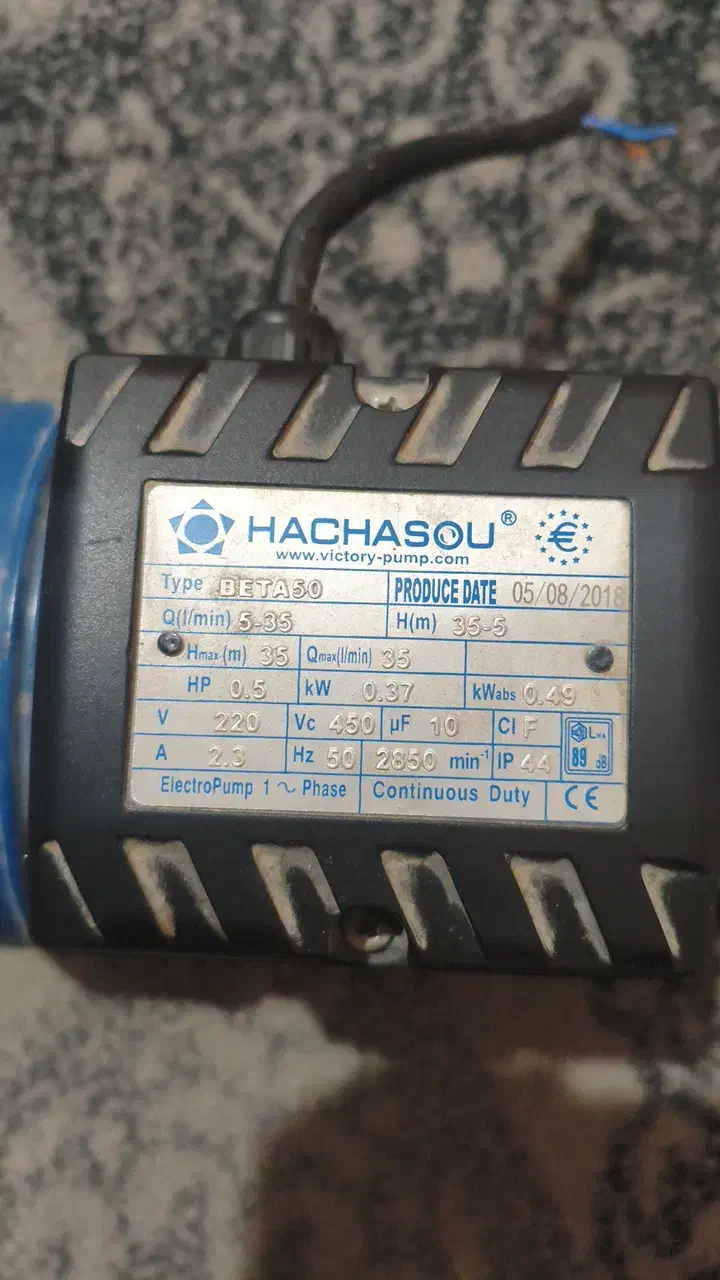 HACHASOU®
www.victory-pump.com
Type BETA50 PRODUCE DATE 05/08/2018
Q(l/min) 5-35 H(m) 35-5
Hmax (m) 35 Qmax(l/min) 35
HP 0.5 kW 0.37 kWabs 0.49
V 220 Vc 450 µF 10 Cl F
A 2.3 Hz 50 2850 min⁻¹ IP 44 LWA 89 dB
ElectroPump 1 ~ Phase Continuous Duty CE